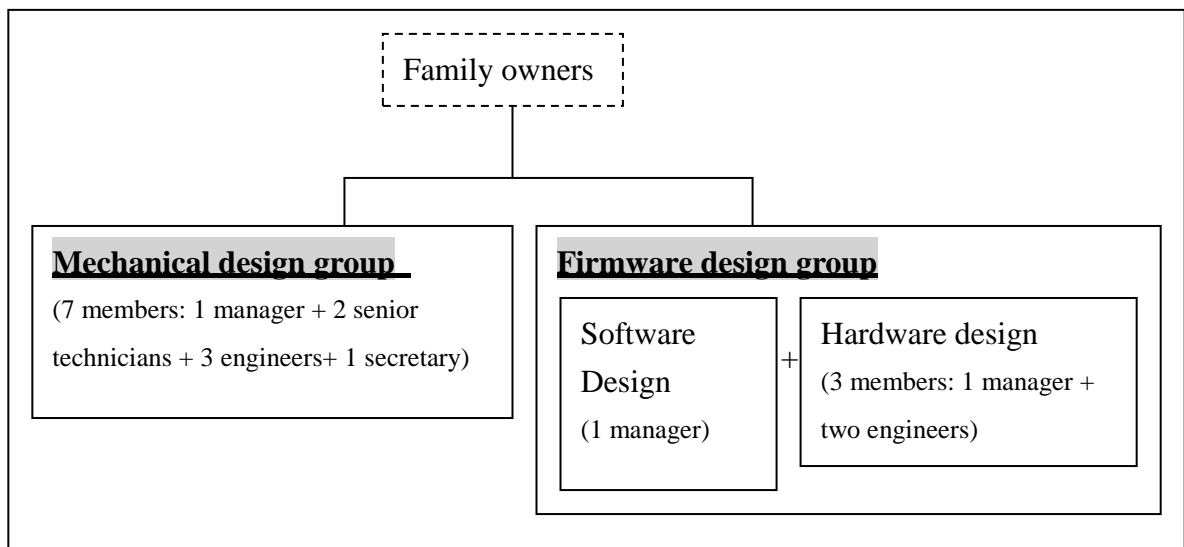 Family owners
Mechanical design group
(7 members: 1 manager + 2 senior
technicians + 3 engineers+ 1 secretary)
Firmware design group
Software
Design
(1 manager)
+
Hardware design
(3 members: 1 manager +
two engineers)